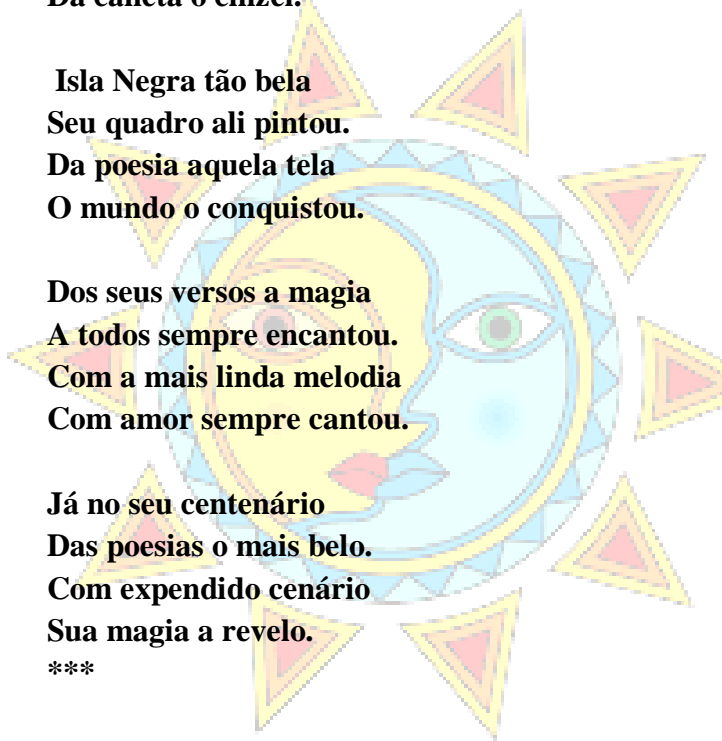 Isla Negra tão bela
Seu quadro ali pintou.
Da poesia aquela tela
O mundo o conquistou.
Dos seus versos a magia
A todos sempre encantou.
Com a mais linda melodia
Com amor sempre cantou.
Já no seu centenário
Das poesias o mais belo.
Com expendido cenário
Sua magia a revelo.
***